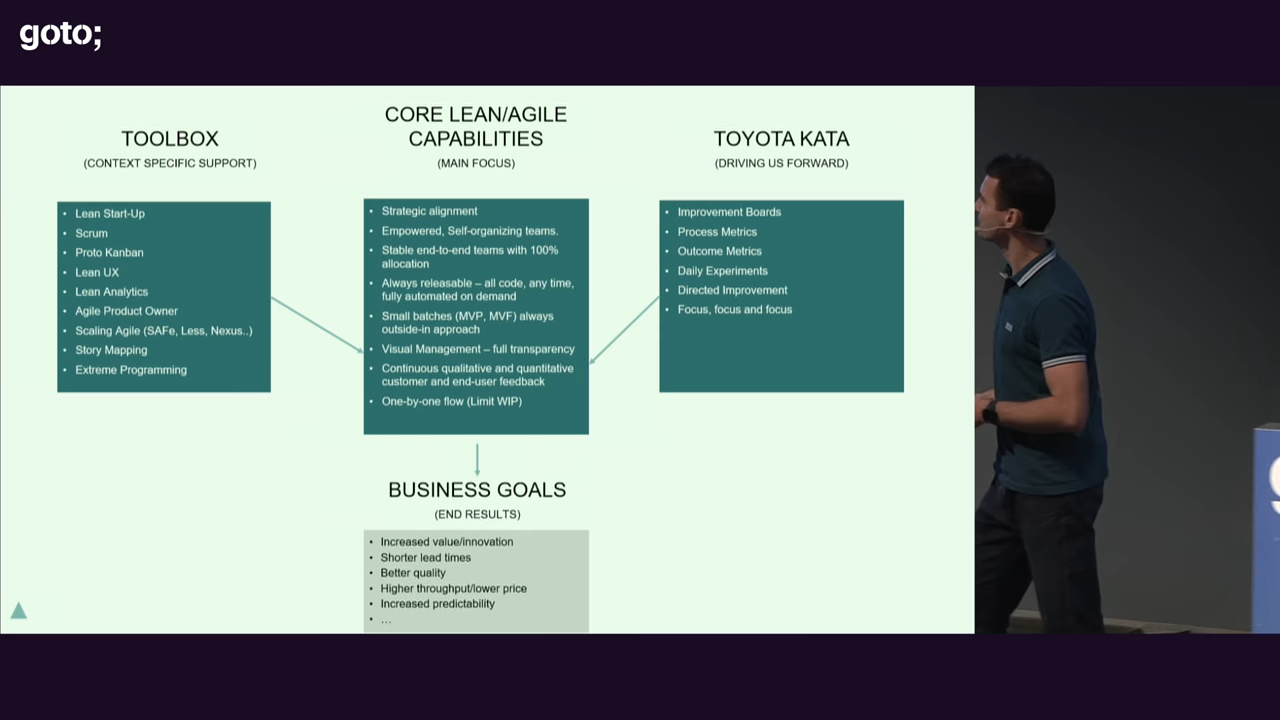 goto;
TOOLBOX
(CONTEXT SPECIFIC SUPPORT)
• Lean Start-Up
• Scrum
• Proto Kanban
• Lean UX
• Lean Analytics
• Agile Product Owner
• Scaling Agile (SAFe, Less, Nexus..)
• Story Mapping
• Extreme Programming
CORE LEAN/AGILE
CAPABILITIES
(MAIN FOCUS)
• Strategic alignment
• Empowered, Self-organizing teams.
• Stable end-to-end teams with 100%
allocation
• Always releasable – all code, any time,
fully automated on demand
• Small batches (MVP, MVF) always
outside-in approach
• Visual Management – full transparency
• Continuous qualitative and quantitative
customer and end-user feedback
• One-by-one flow (Limit WIP)
TOYOTA KATA
(DRIVING US FORWARD)
• Improvement Boards
• Process Metrics
• Outcome Metrics
• Daily Experiments
• Directed Improvement
• Focus, focus and focus
BUSINESS GOALS
(END RESULTS)
• Increased value/innovation
• Shorter lead times
• Better quality
• Higher throughput/lower price
• Increased predictability
• …